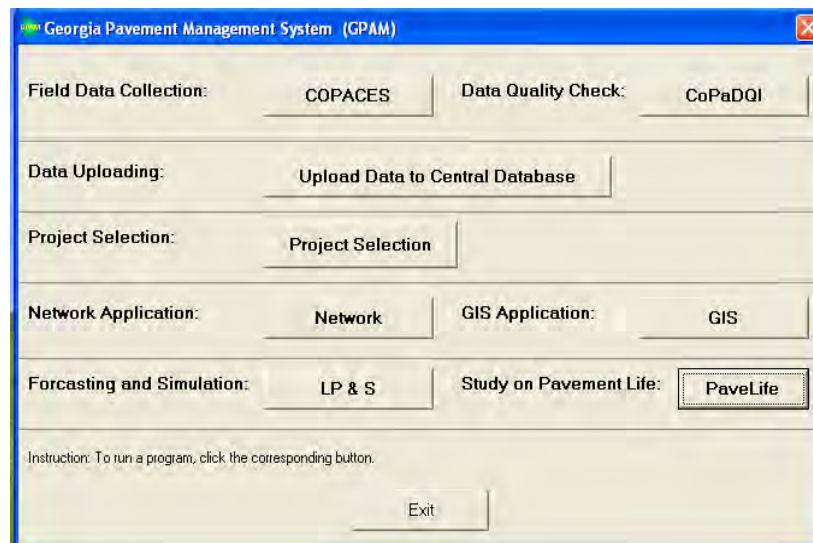 Georgia Pavement Management System (GPAM)
Field Data Collection: COPACES Data Quality Check: CoPaDQI
Data Uploading: Upload Data to Central Database
Project Selection: Project Selection
Network Application: Network GIS Application: GIS
Forcasting and Simulation: LP & S Study on Pavement Life: PaveLife
Instruction: To run a program, click the corresponding button.
Exit